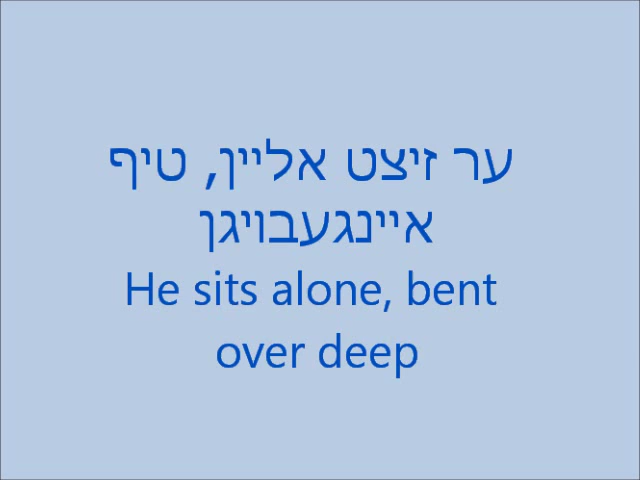 ער זיצט אליין, טיף
איינגעבויגן
He sits alone, bent
over deep